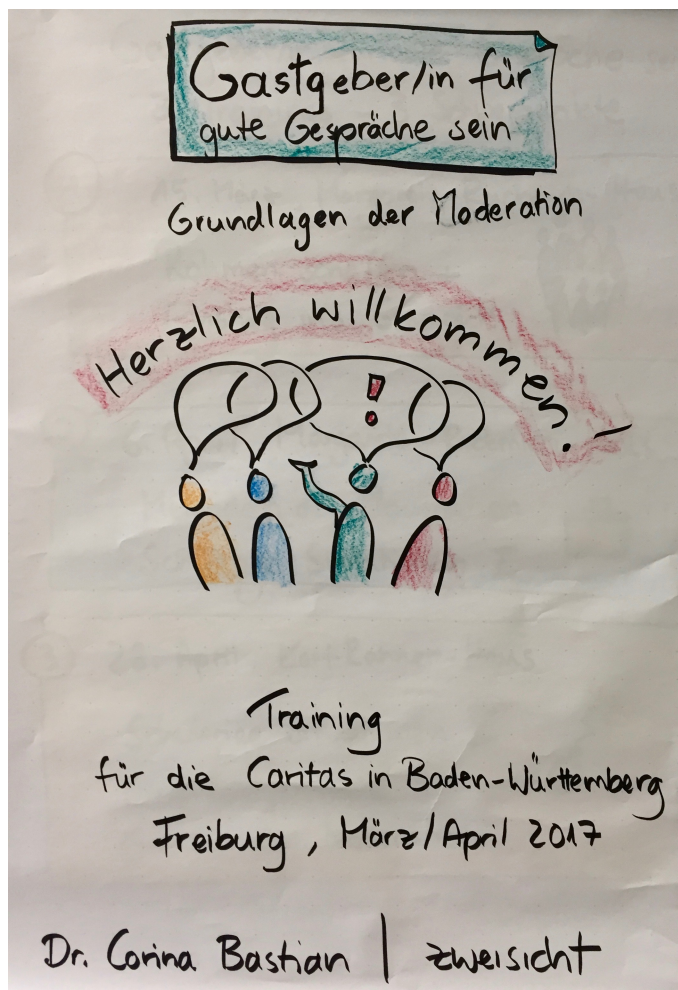 Gastgeber/in für
gute Gespräche sein
Grundlagen der Moderation
Herzlich willkommen.
!
Training
für die Caritas in Baden-Württemberg
Freiburg, März/April 2017
Dr. Corina Bastian | zweisicht